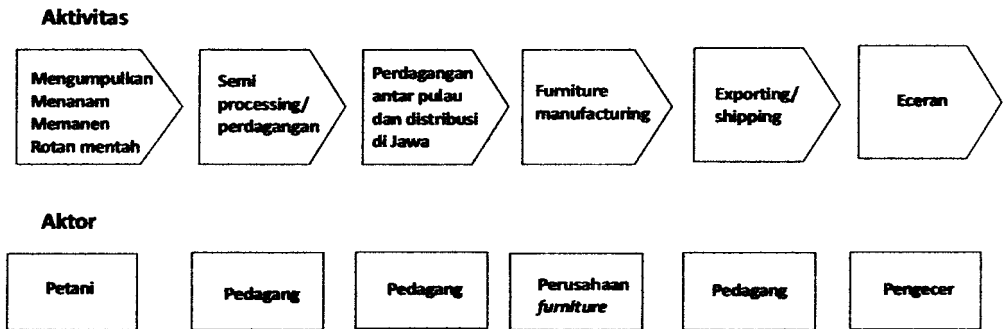 Aktivitas
Mengumpulkan
Menanam
Memanen
Rotan mentah
Semi
processing/
perdagangan
Perdagangan
antar pulau
dan distribusi
di Jawa
Furniture
manufacturing
Exporting/
shipping
Eceran
Aktor
Petani
Pedagang
Pedagang
Perusahaan
furniture
Pedagang
Pengecer